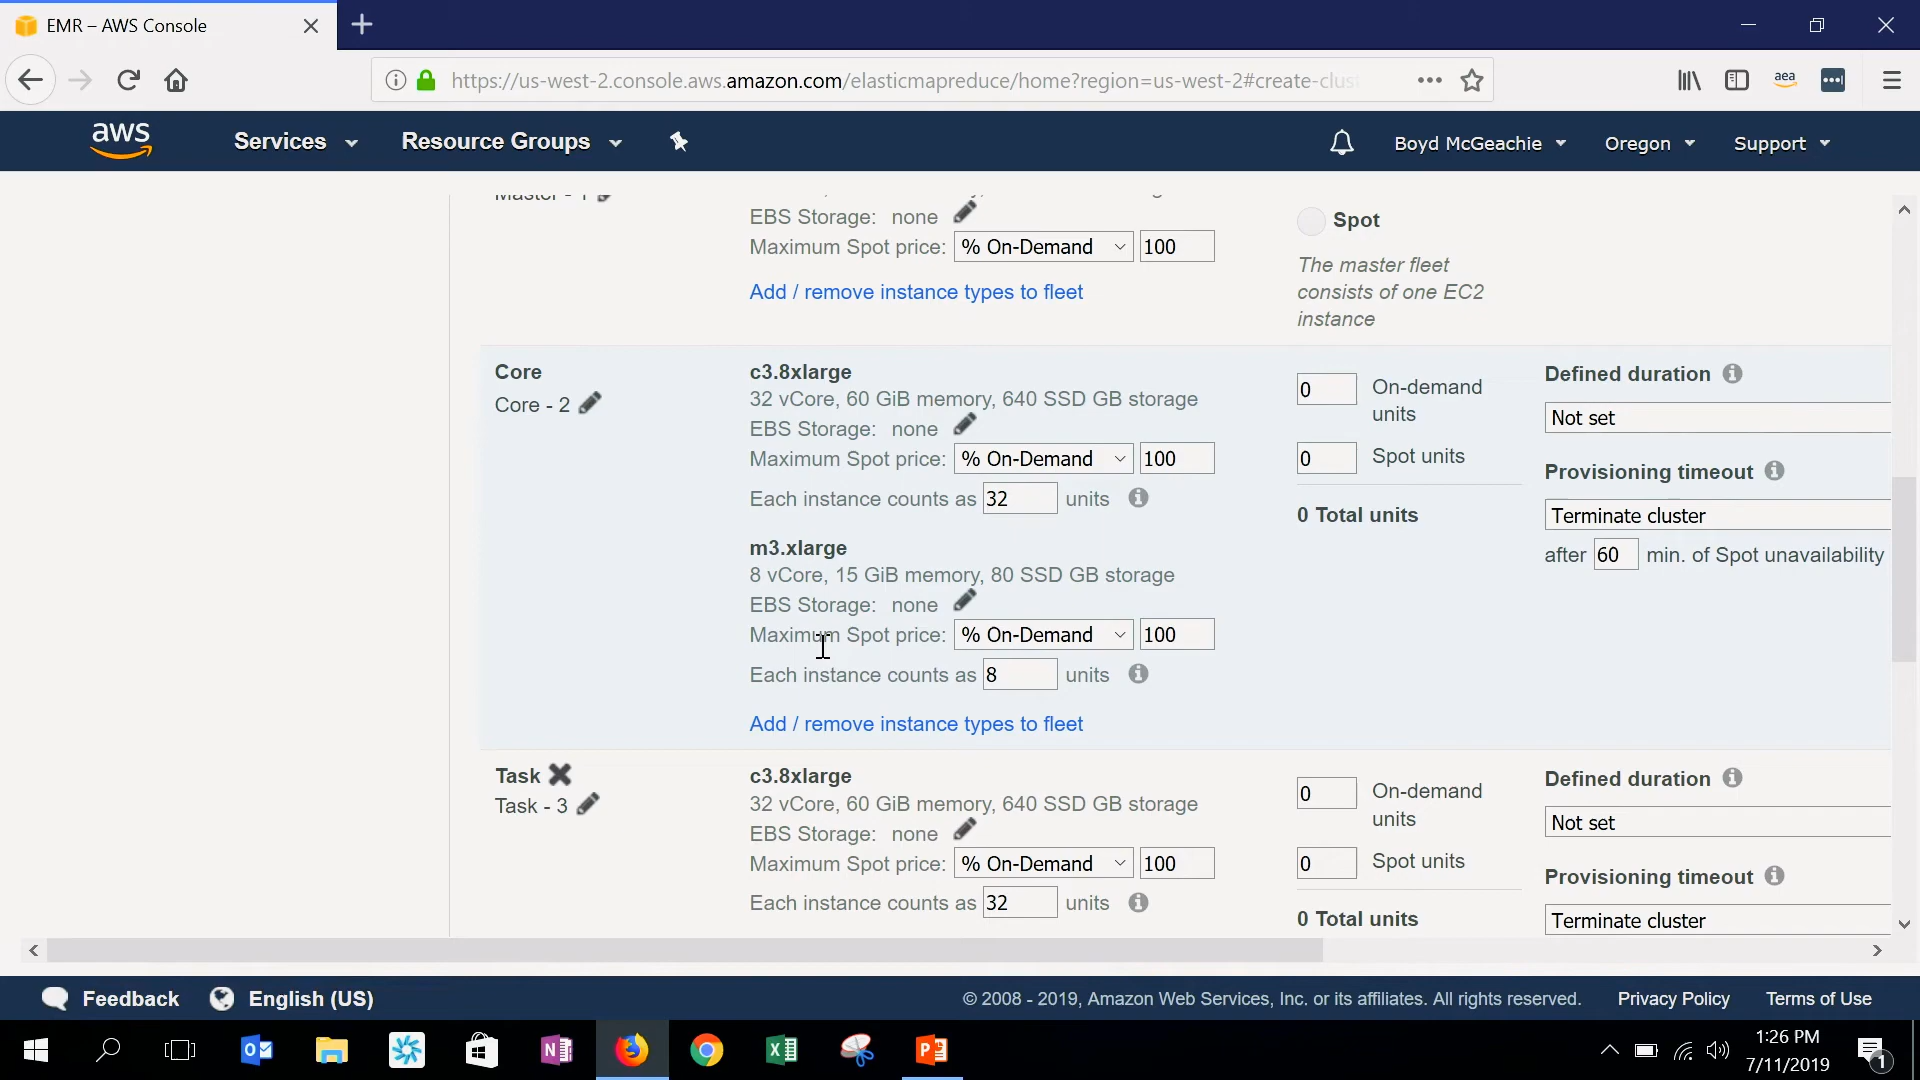 EMR – AWS Console
https://us-west-2.console.aws.amazon.com/elasticmapreduce/home?region=us-west-2#create-clus
aea
aws
Services
Resource Groups
Boyd McGeachie
Oregon
Support
Master - 1
EBS Storage: none
Maximum Spot price: % On-Demand 100
Add / remove instance types to fleet
Spot
The master fleet
consists of one EC2
instance
Core
Core - 2
c3.8xlarge
32 vCore, 60 GiB memory, 640 SSD GB storage
EBS Storage: none
Maximum Spot price: % On-Demand 100
Each instance counts as 32 units
m3.xlarge
8 vCore, 15 GiB memory, 80 SSD GB storage
EBS Storage: none
Maximum Spot price: % On-Demand 100
Each instance counts as 8 units
Add / remove instance types to fleet
0 On-demand
units
0 Spot units
0 Total units
Defined duration
Not set
Provisioning timeout
Terminate cluster
after 60 min. of Spot unavailability
Task
Task - 3
c3.8xlarge
32 vCore, 60 GiB memory, 640 SSD GB storage
EBS Storage: none
Maximum Spot price: % On-Demand 100
Each instance counts as 32 units
0 On-demand
units
0 Spot units
0 Total units
Defined duration
Not set
Provisioning timeout
Terminate cluster
Feedback
English (US)
© 2008 - 2019, Amazon Web Services, Inc. or its affiliates. All rights reserved.
Privacy Policy
Terms of Use
1:26 PM
7/11/2019
1